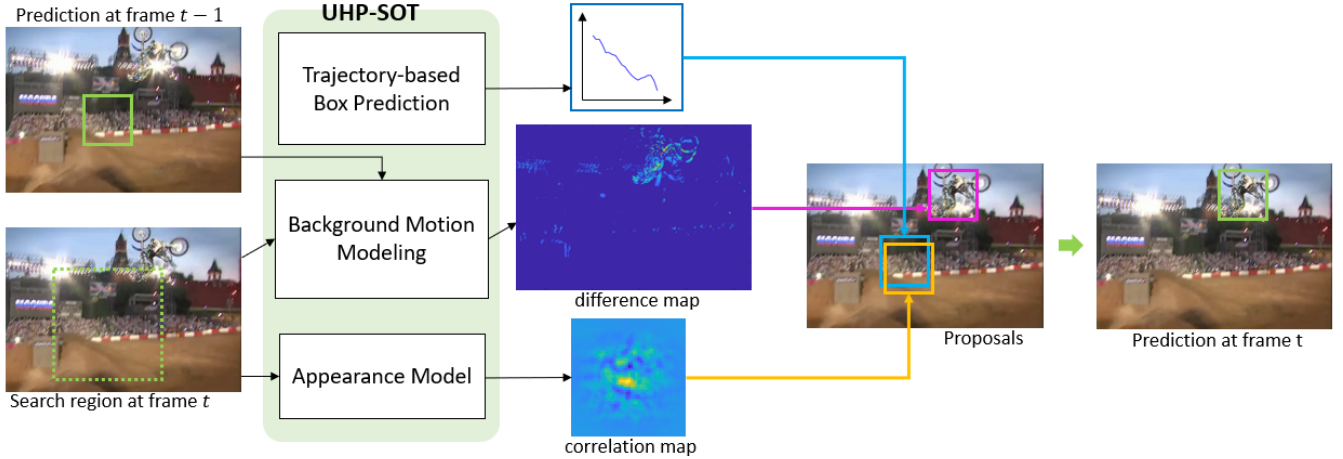 Prediction at frame t − 1
UHP-SOT
Trajectory-based
Box Prediction
Background Motion
Modeling
difference map
Proposals
Prediction at frame t
Appearance Model
Search region at frame t
correlation map